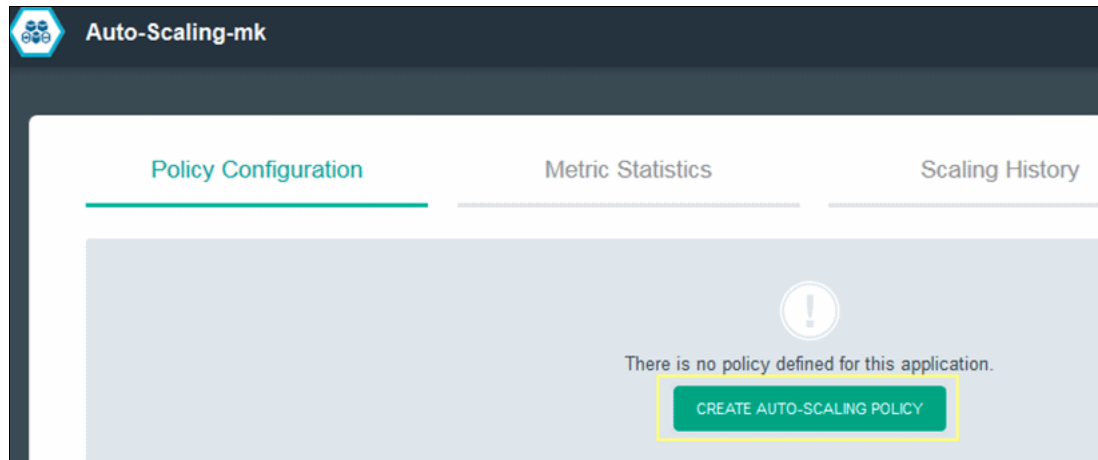 Auto-Scaling-mk
Policy Configuration
Metric Statistics
Scaling History
There is no policy defined for this application.
CREATE AUTO-SCALING POLICY